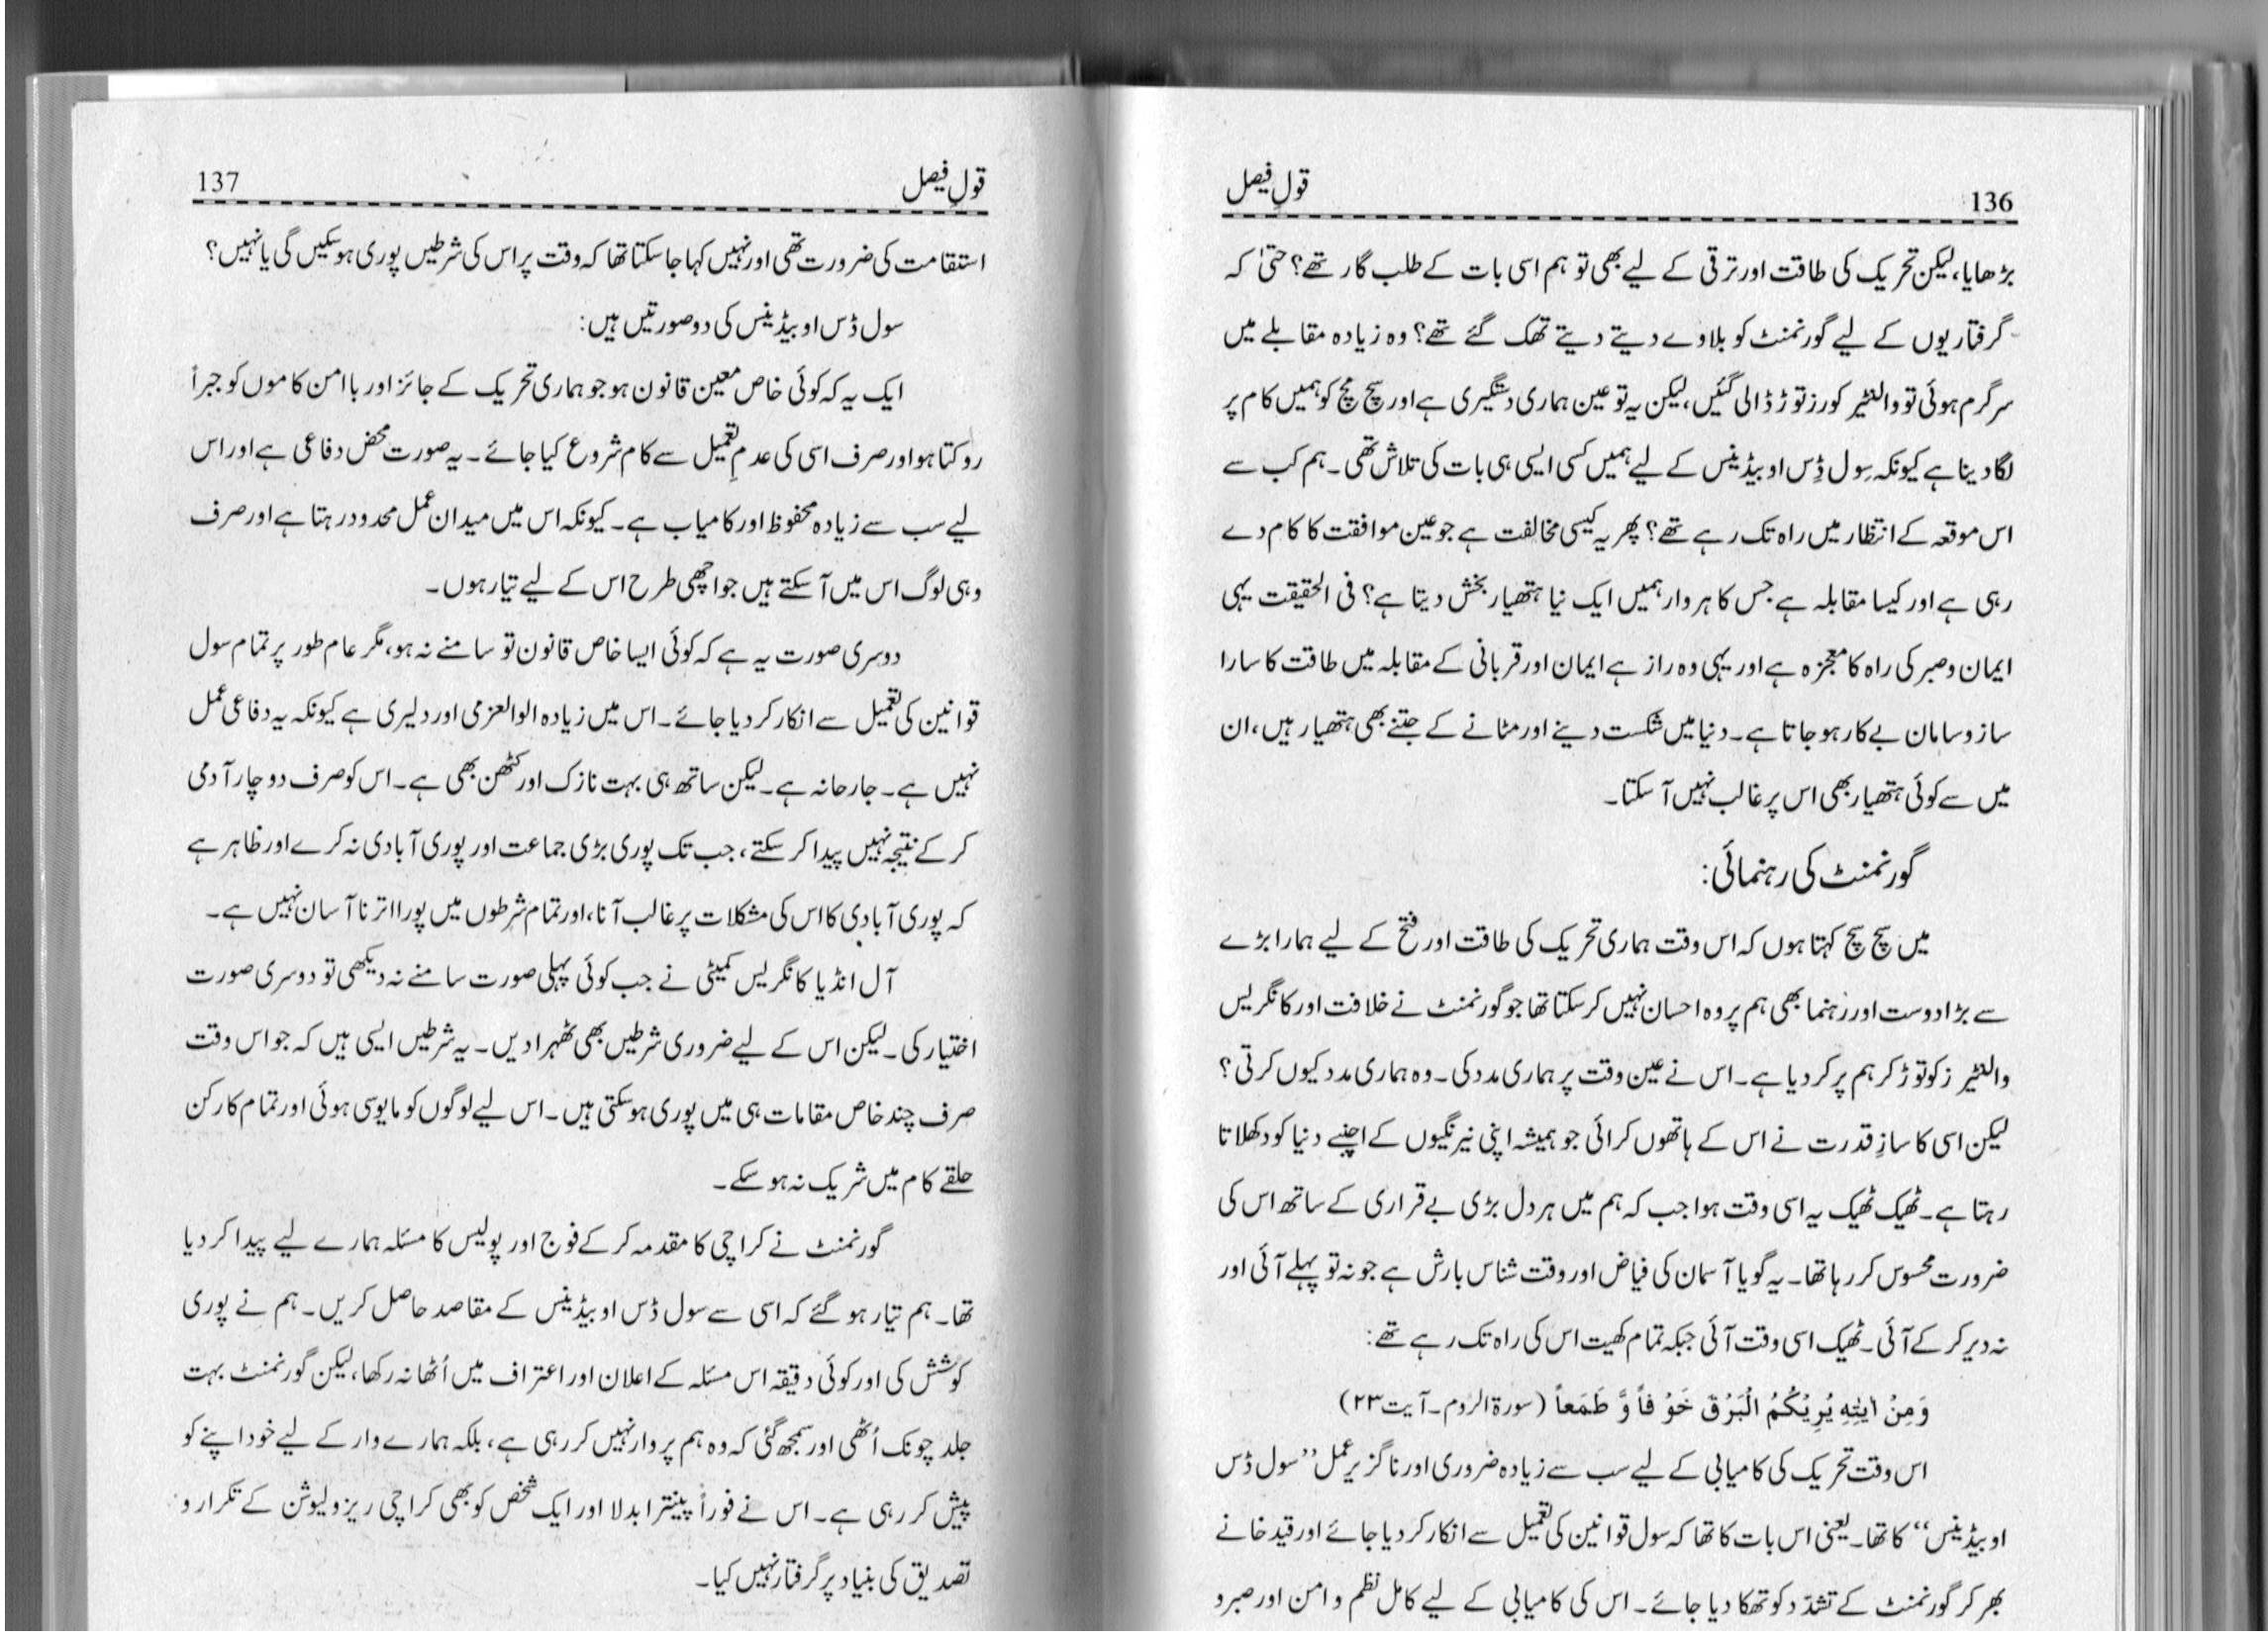 136 قولِ فیصل
بڑھایا، لیکن تحریک کی طاقت اور ترقی کے لیے بھی تو ہم اسی بات کے طلب گار تھے؟ حتیٰ کہ
گرفتاریوں کے لیے گورنمنٹ کو بلاوے دیتے دیتے تھک گئے تھے؟ وہ زیادہ مقابلے میں
سرگرم ہوئی تو والنٹیر کورز توڑ ڈالی گئیں، لیکن یہ تو عین ہماری دستگیری ہے اور سچ مچ کو ہمیں کام پر
لگا دینا ہے کیونکہ سِول ڈِس اوبیڈینس کے لیے ہمیں کسی ایسی ہی بات کی تلاش تھی۔ ہم کب سے
اس موقعہ کے انتظار میں راہ تک رہے تھے؟ پھر یہ کیسی مخالفت ہے جو عین موافقت کا کام دے
رہی ہے اور کیسا مقابلہ ہے جس کا ہر وار ہمیں ایک نیا ہتھیار بخش دیتا ہے؟ فی الحقیقت یہی
ایمان و صبر کی راہ کا معجزہ ہے اور یہی وہ راز ہے ایمان اور قربانی کے مقابلہ میں طاقت کا سارا
ساز و سامان بے کار ہو جاتا ہے۔ دنیا میں شکست دینے اور مٹانے کے جتنے بھی ہتھیار ہیں، ان
میں سے کوئی ہتھیار بھی اس پر غالب نہیں آ سکتا۔
گورنمنٹ کی رہنمائی:
میں سچ سچ کہتا ہوں کہ اس وقت ہماری تحریک کی طاقت اور فتح کے لیے ہمارا بڑے
سے بڑا دوست اور رہنما بھی ہم پر وہ احسان نہیں کر سکتا تھا جو گورنمنٹ نے خلافت اور کانگریس
والنٹیرز کو توڑ کر ہم پر کر دیا ہے۔ اس نے عین وقت پر ہماری مدد کی۔ وہ ہماری مدد کیوں کرتی؟
لیکن اسی کا سازِ قدرت نے اس کے ہاتھوں کرائی جو ہمیشہ اپنی نیرنگیوں کے اچنبے دنیا کو دکھلاتا
رہتا ہے۔ ٹھیک ٹھیک یہ اسی وقت ہوا جب کہ ہم میں ہر دل بڑی بے قراری کے ساتھ اس کی
ضرورت محسوس کر رہا تھا۔ یہ گویا آسمان کی فیاض اور وقت شناس بارش ہے جو نہ تو پہلے آئی اور
نہ دیر کر کے آئی۔ ٹھیک اسی وقت آئی جبکہ تمام کھیت اس کی راہ تک رہے تھے:
وَمِنْ اٰیٰتِهٖ یُرِیْکُمُ الْبَرْقَ خَوْفاً وَّ طَمَعاً (سورۃ الروم۔ آیت ۲۳)
اس وقت تحریک کی کامیابی کے لیے سب سے زیادہ ضروری اور ناگزیر عمل ”سول ڈس
اوبیڈینس“ کا تھا۔ یعنی اس بات کا تھا کہ سول قوانین کی تعمیل سے انکار کر دیا جائے اور قید خانے
بھر کر گورنمنٹ کے تشدّد کو تھکا دیا جائے۔ اس کی کامیابی کے لیے کامل نظم و امن اور صبر و
قولِ فیصل 137
استقامت کی ضرورت تھی اور نہیں کہا جا سکتا تھا کہ وقت پر اس کی شرطیں پوری ہو سکیں گی یا نہیں؟
سول ڈس اوبیڈینس کی دو صورتیں ہیں:
ایک یہ کہ کوئی خاص معین قانون ہو جو ہماری تحریک کے جائز اور باامن کاموں کو جبراً
روکتا ہو اور صرف اسی کی عدمِ تعمیل سے کام شروع کیا جائے۔ یہ صورت محض دفاعی ہے اور اس
لیے سب سے زیادہ محفوظ اور کامیاب ہے۔ کیونکہ اس میں میدان عمل محدود رہتا ہے اور صرف
وہی لوگ اس میں آ سکتے ہیں جو اچھی طرح اس کے لیے تیار ہوں۔
دوسری صورت یہ ہے کہ کوئی ایسا خاص قانون تو سامنے نہ ہو، مگر عام طور پر تمام سول
قوانین کی تعمیل سے انکار کر دیا جائے۔ اس میں زیادہ الوالعزمی اور دلیری ہے کیونکہ یہ دفاعی عمل
نہیں ہے۔ جارحانہ ہے۔ لیکن ساتھ ہی بہت نازک اور کٹھن بھی ہے۔ اس کو صرف دو چار آدمی
کر کے نتیجہ نہیں پیدا کر سکتے، جب تک پوری بڑی جماعت اور پوری آبادی نہ کرے اور ظاہر ہے
کہ پوری آبادی کا اس کی مشکلات پر غالب آنا، اور تمام شرطوں میں پورا اترنا آسان نہیں ہے۔
آل انڈیا کانگریس کمیٹی نے جب کوئی پہلی صورت سامنے نہ دیکھی تو دوسری صورت
اختیار کی۔ لیکن اس کے لیے ضروری شرطیں بھی ٹھہرا دیں۔ یہ شرطیں ایسی ہیں کہ جو اس وقت
صرف چند خاص مقامات ہی میں پوری ہو سکتی ہیں۔ اس لیے لوگوں کو مایوسی ہوئی اور تمام کارکن
حلقے کام میں شریک نہ ہو سکے۔
گورنمنٹ نے کراچی کا مقدمہ کر کے فوج اور پولیس کا مسئلہ ہمارے لیے پیدا کر دیا
تھا۔ ہم تیار ہو گئے کہ اسی سے سول ڈس اوبیڈینس کے مقاصد حاصل کریں۔ ہم نے پوری
کوشش کی اور کوئی دقیقہ اس مسئلہ کے اعلان اور اعتراف میں اُٹھا نہ رکھا، لیکن گورنمنٹ بہت
جلد چونک اُٹھی اور سمجھ گئی کہ وہ ہم پر وار نہیں کر رہی ہے، بلکہ ہمارے وار کے لیے خود اپنے کو
پیش کر رہی ہے۔ اس نے فوراً پینترا بدلا اور ایک شخص کو بھی کراچی ریزولیوشن کے تکرار و
تصدیق کی بنیاد پر گرفتار نہیں کیا۔